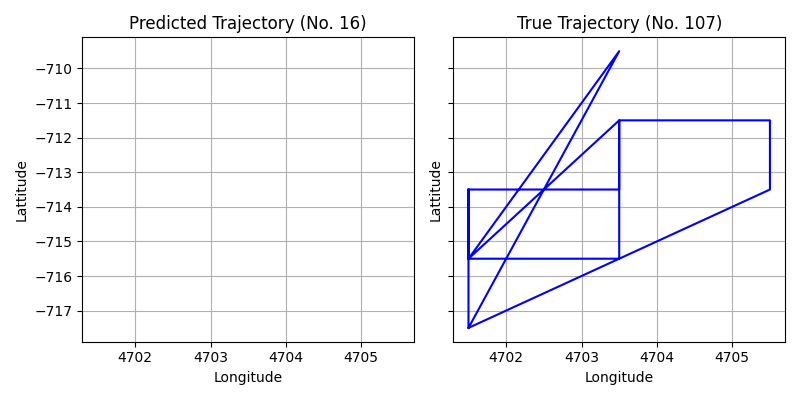 Predicted Trajectory (No. 16)
True Trajectory (No. 107)
−710
−711
−712
−713
−714
−715
−716
−717
Lattitude
Lattitude
4702 4703 4704 4705
4702 4703 4704 4705
Longitude
Longitude